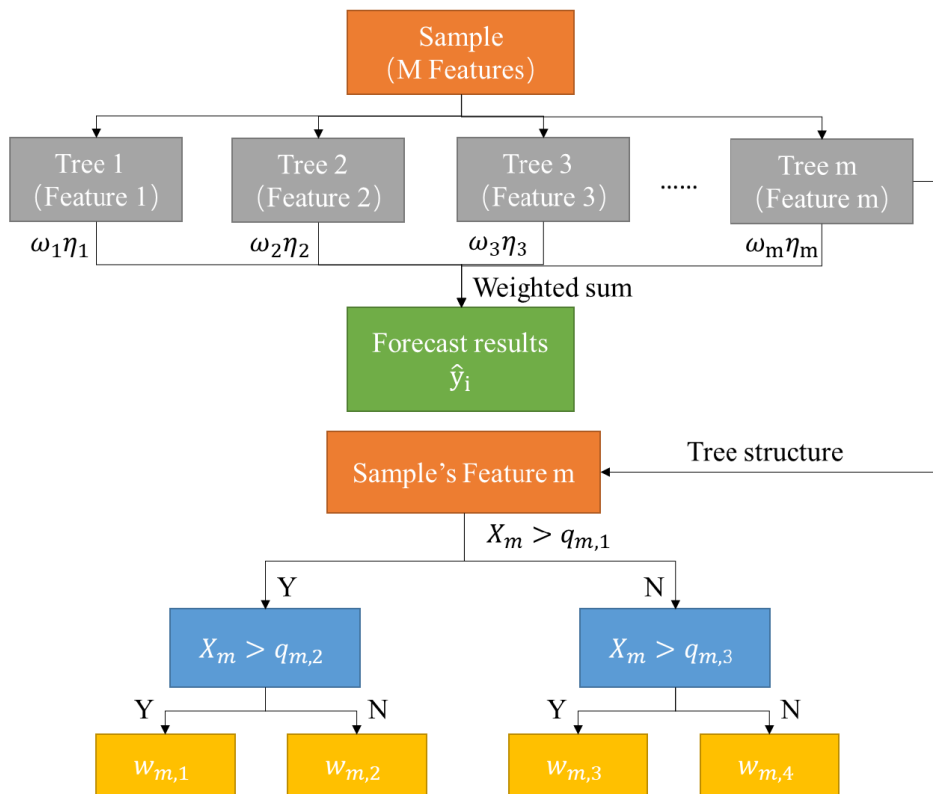 Sample
(M Features)
Tree 1
(Feature 1)
Tree 2
(Feature 2)
Tree 3
(Feature 3)
······
Tree m
(Feature m)
ω₁η₁
ω₂η₂
ω₃η₃
ωₘηₘ
Weighted sum
Forecast results
ŷᵢ
Sample’s Feature m
Tree structure
Xₘ > qₘ,₁
Y
N
Xₘ > qₘ,₂
Xₘ > qₘ,₃
Y
N
Y
N
wₘ,₁
wₘ,₂
wₘ,₃
wₘ,₄